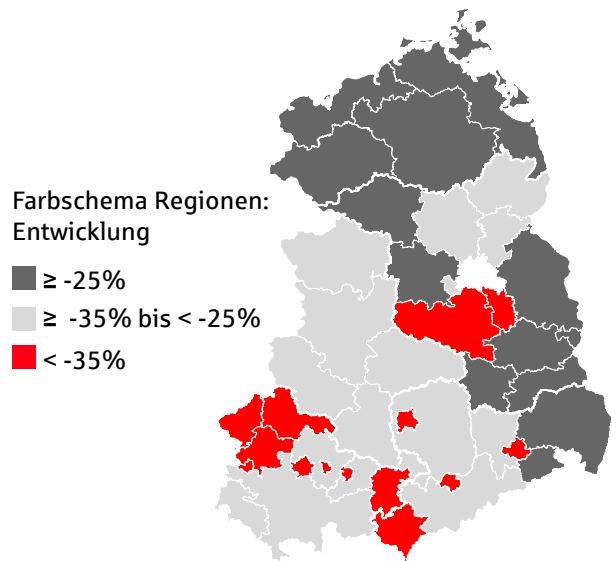 Farbschema Regionen:
Entwicklung
≥ -25%
≥ -35% bis < -25%
< -35%